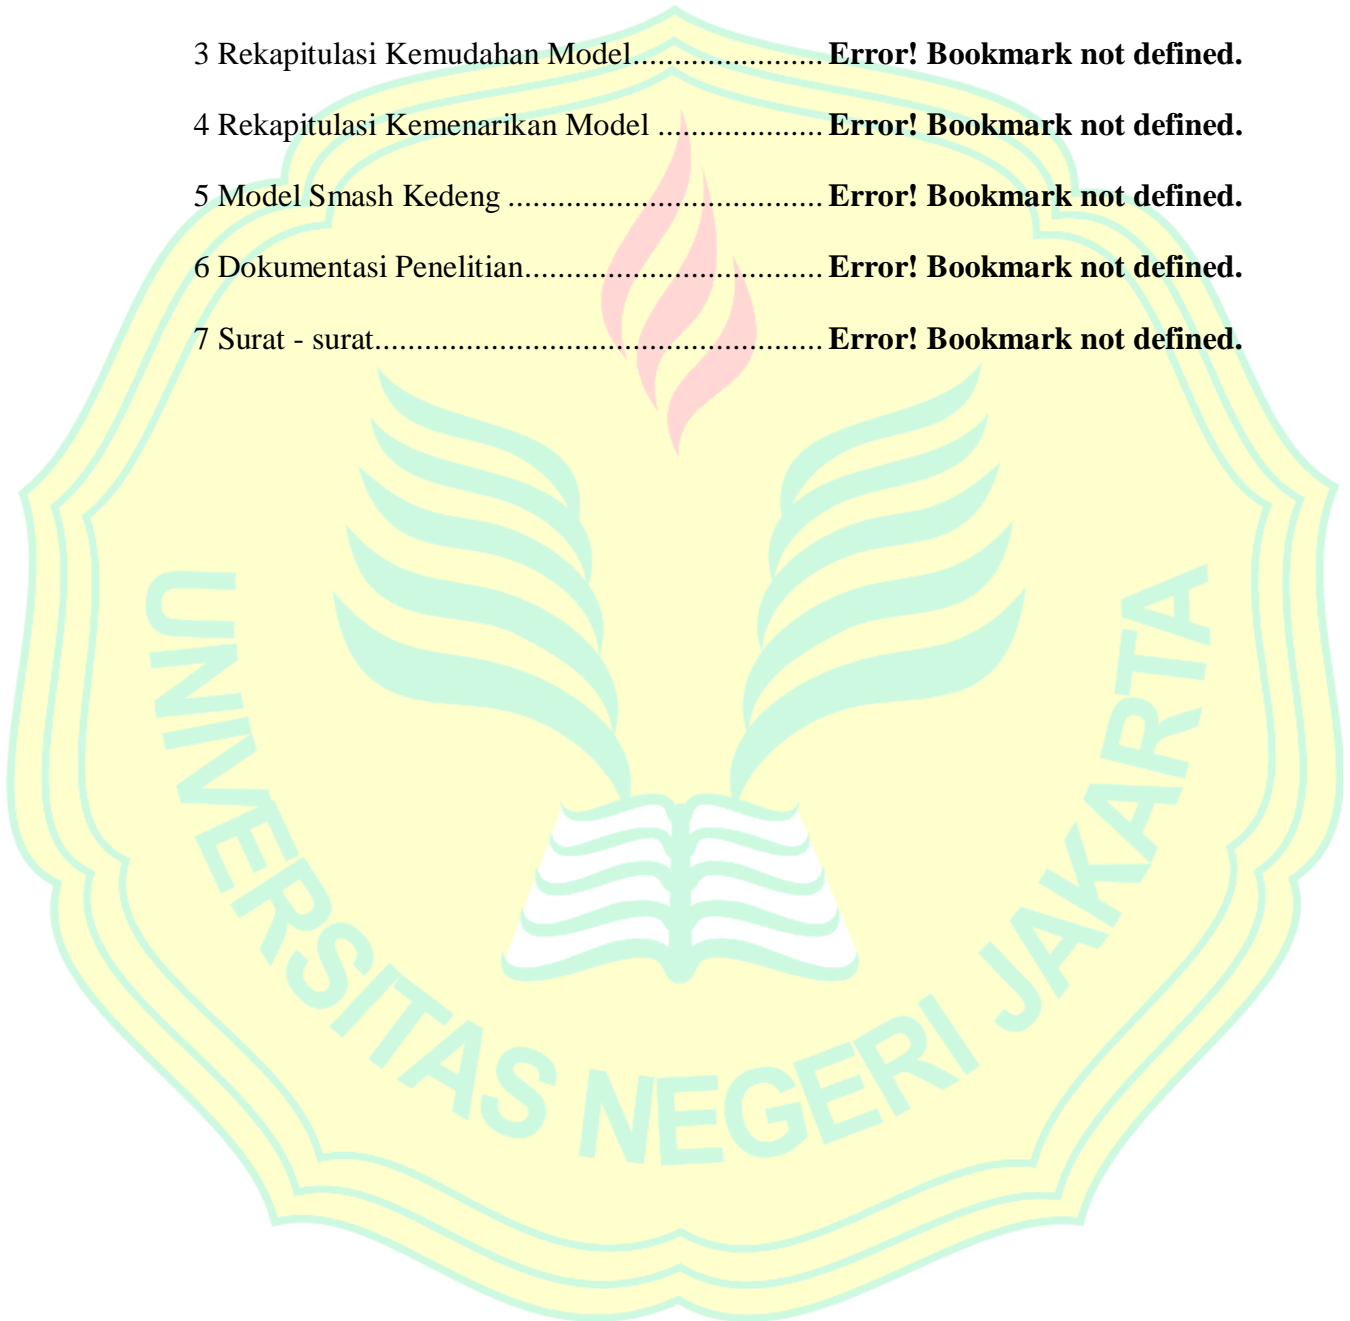 3 Rekapitulasi Kemudahan Model....................... Error! Bookmark not defined.
4 Rekapitulasi Kemenarikan Model .................... Error! Bookmark not defined.
5 Model Smash Kedeng ...................................... Error! Bookmark not defined.
6 Dokumentasi Penelitian.................................... Error! Bookmark not defined.
7 Surat - surat...................................................... Error! Bookmark not defined.
UNIVERSITAS NEGERI JAKARTA